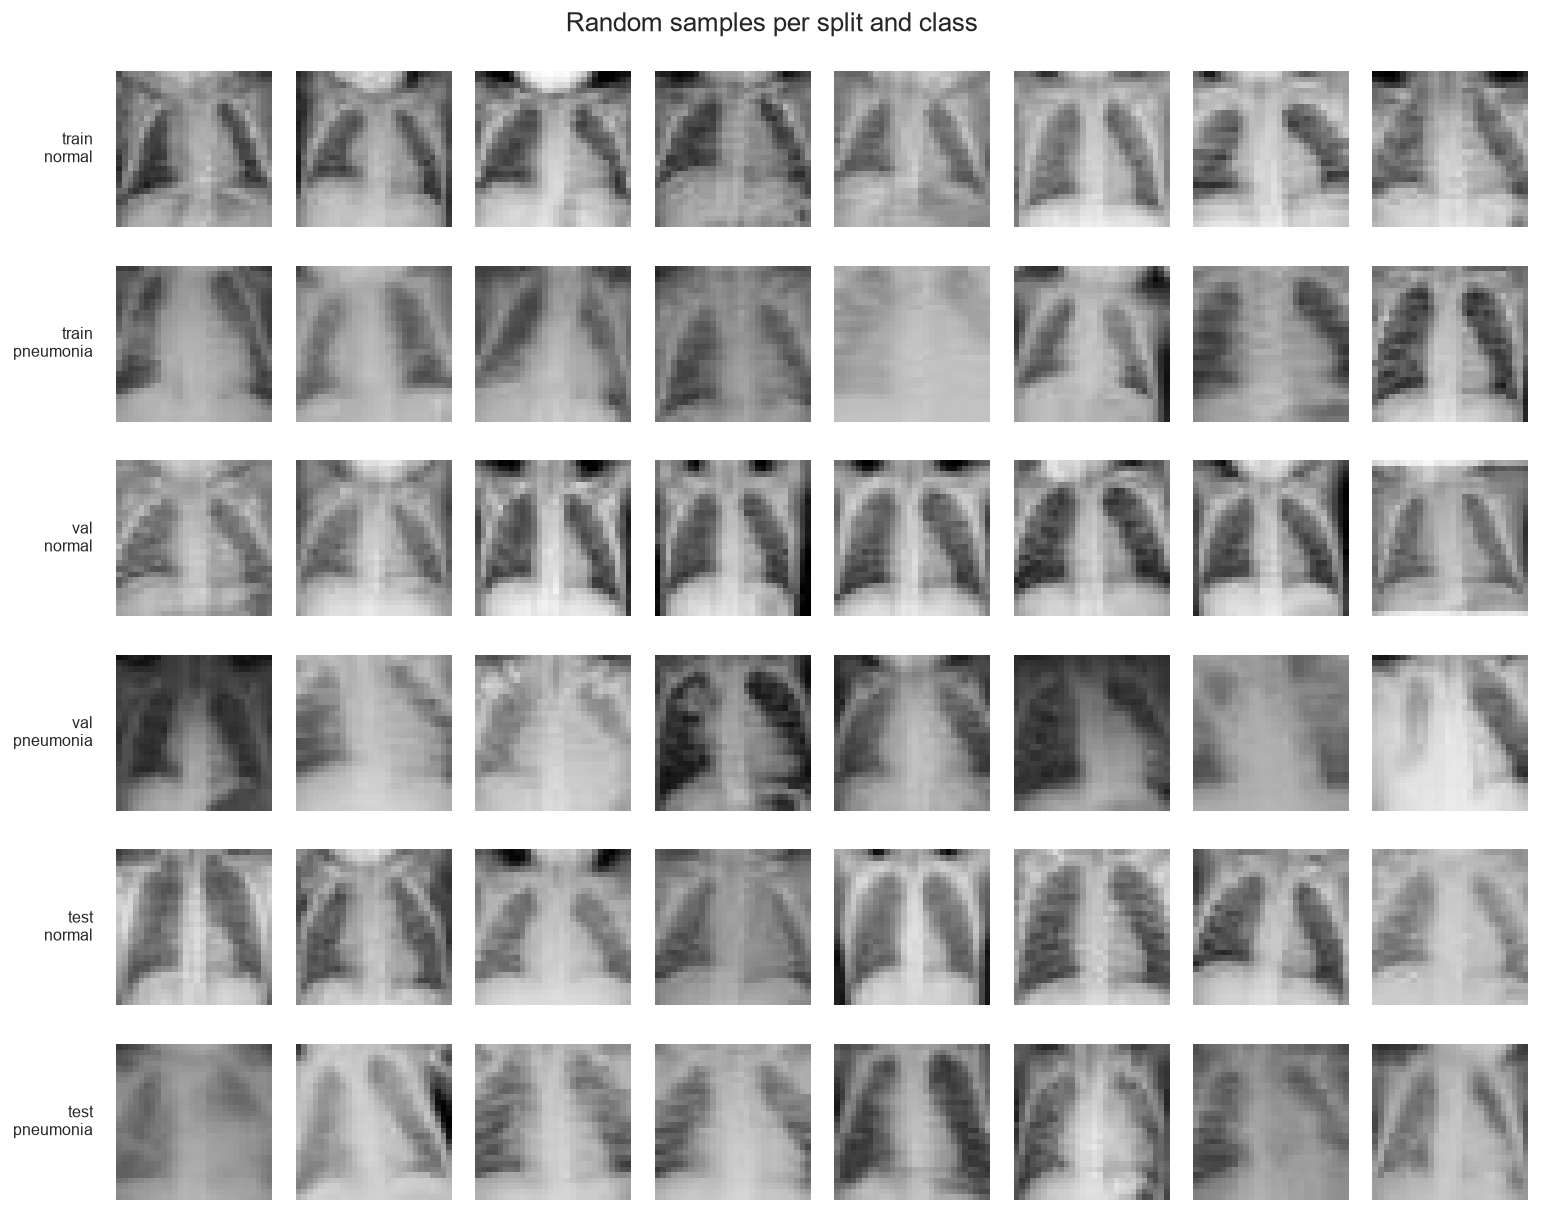 Random samples per split and class
train
normal
train
pneumonia
val
normal
val
pneumonia
test
normal
test
pneumonia